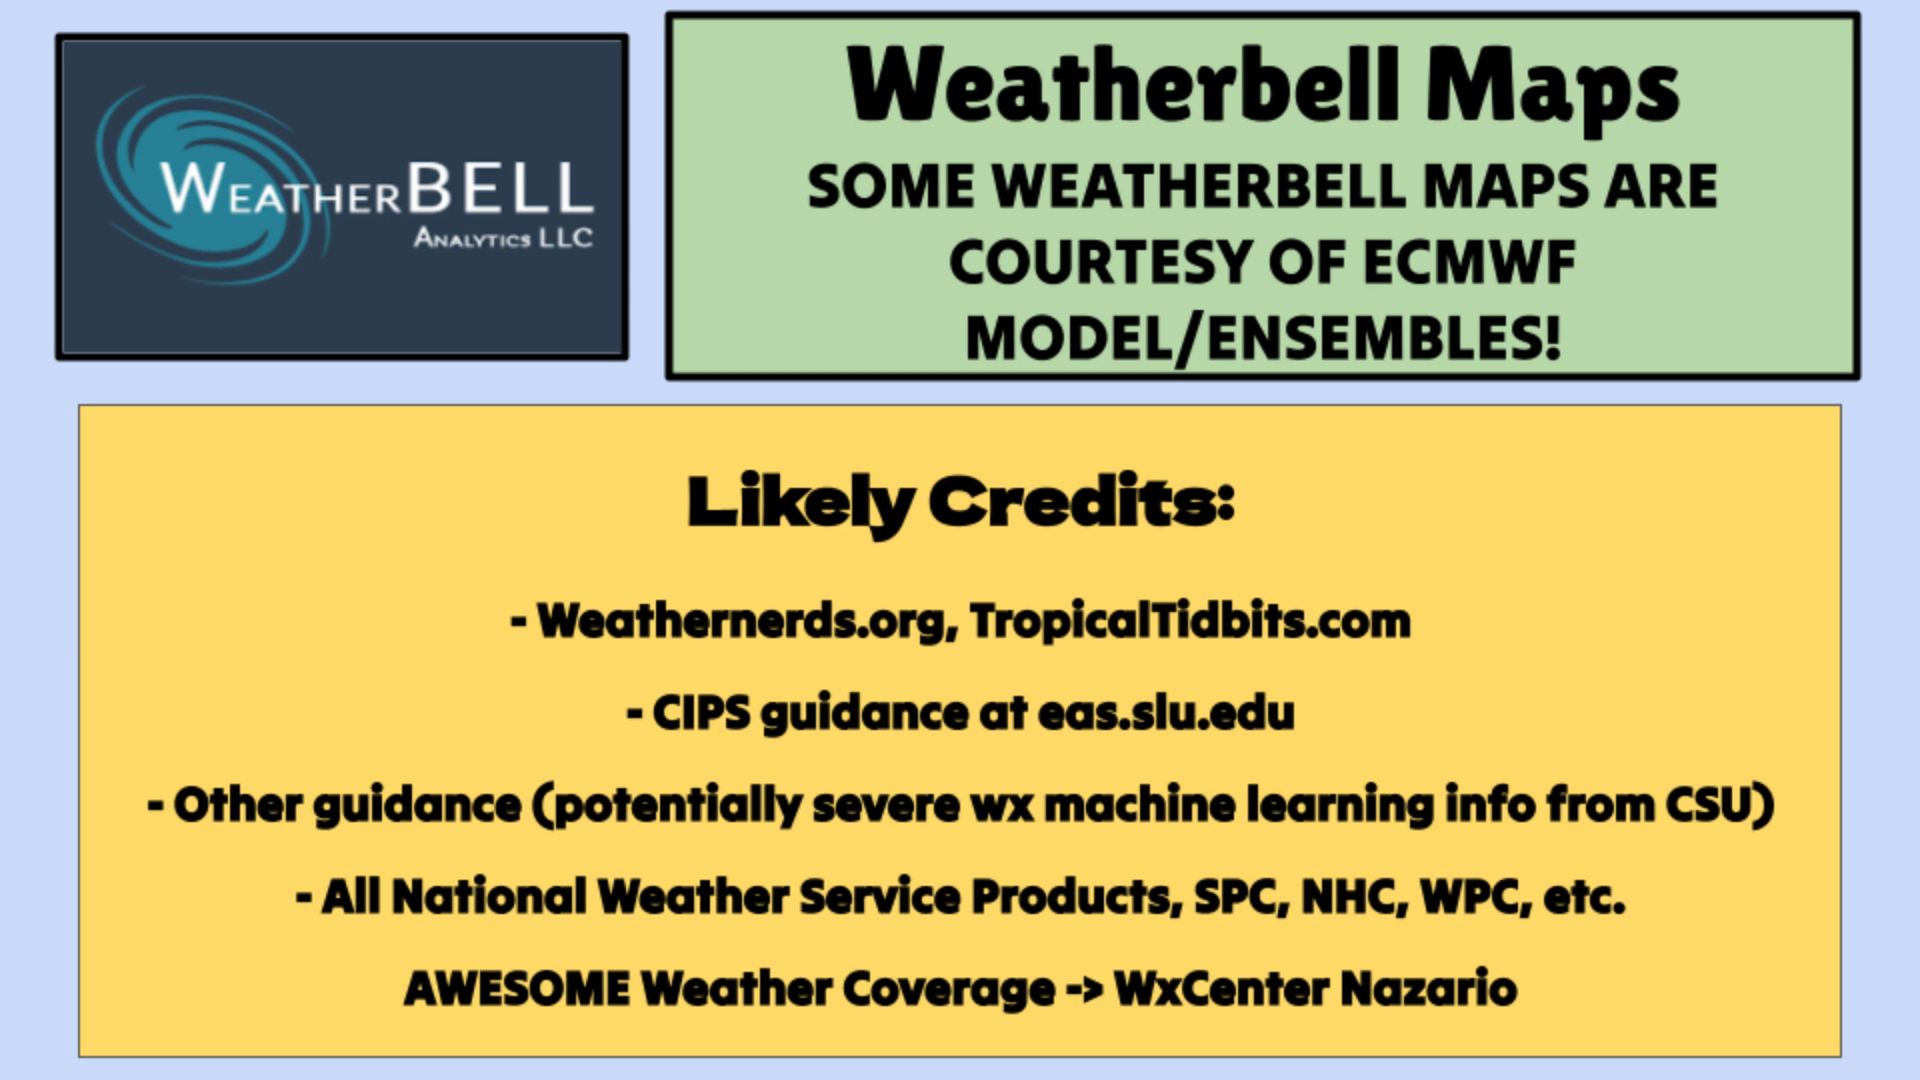 WEATHERBELL
ANALYTICS LLC
Weatherbell Maps
SOME WEATHERBELL MAPS ARE
COURTESY OF ECMWF
MODEL/ENSEMBLES!
Likely Credits:
- Weathernerds.org, TropicalTidbits.com
- CIPS guidance at eas.slu.edu
- Other guidance (potentially severe wx machine learning info from CSU)
- All National Weather Service Products, SPC, NHC, WPC, etc.
AWESOME Weather Coverage -> WxCenter Nazario